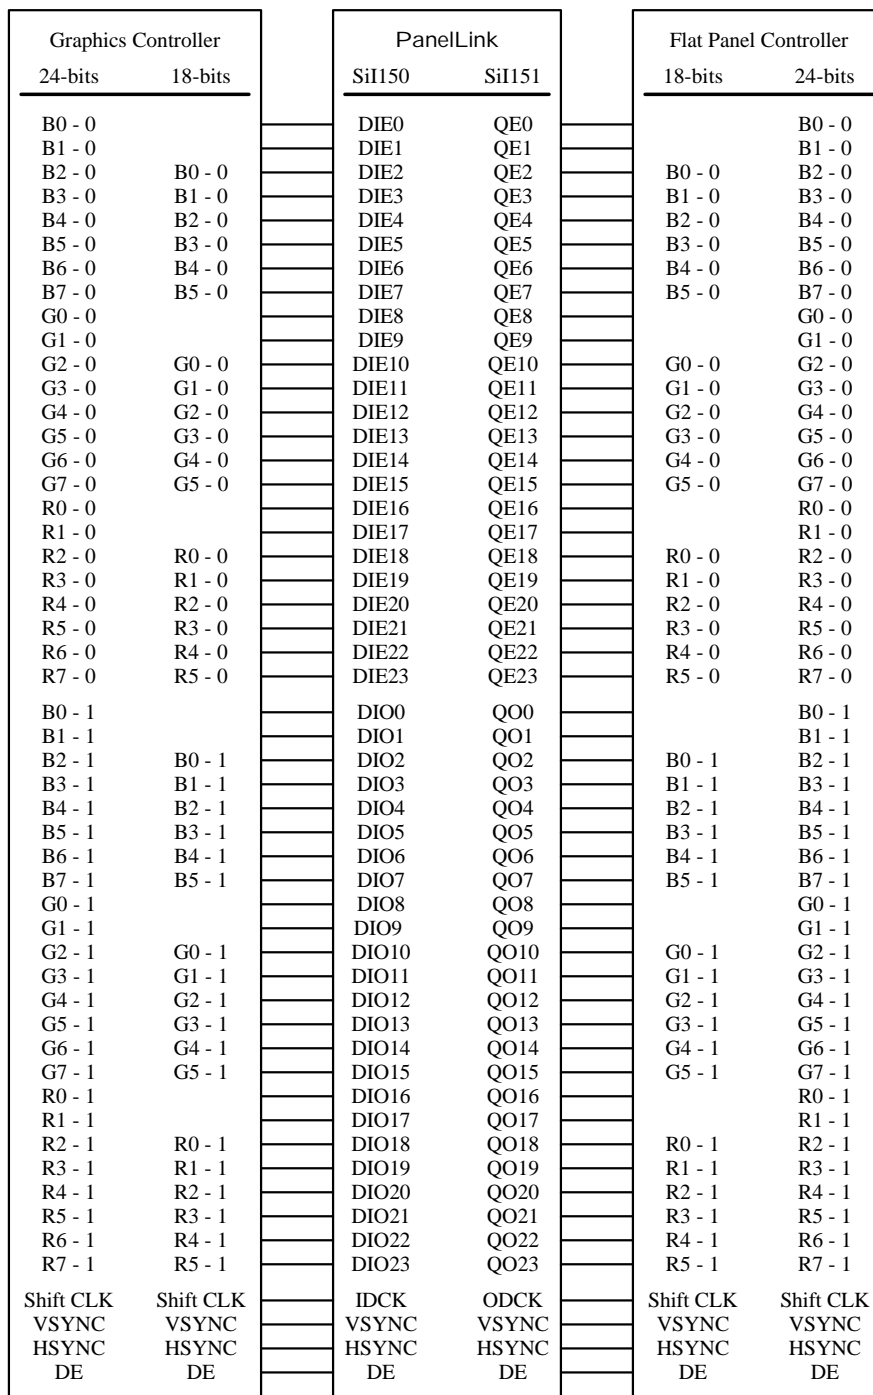 Graphics Controller PanelLink Flat Panel Controller
24-bits 18-bits SiI150 SiI151 18-bits 24-bits
B0 - 0 DIE0 QE0 B0 - 0
B1 - 0 DIE1 QE1 B1 - 0
B2 - 0 B0 - 0 DIE2 QE2 B0 - 0 B2 - 0
B3 - 0 B1 - 0 DIE3 QE3 B1 - 0 B3 - 0
B4 - 0 B2 - 0 DIE4 QE4 B2 - 0 B4 - 0
B5 - 0 B3 - 0 DIE5 QE5 B3 - 0 B5 - 0
B6 - 0 B4 - 0 DIE6 QE6 B4 - 0 B6 - 0
B7 - 0 B5 - 0 DIE7 QE7 B5 - 0 B7 - 0
G0 - 0 DIE8 QE8 G0 - 0
G1 - 0 DIE9 QE9 G1 - 0
G2 - 0 G0 - 0 DIE10 QE10 G0 - 0 G2 - 0
G3 - 0 G1 - 0 DIE11 QE11 G1 - 0 G3 - 0
G4 - 0 G2 - 0 DIE12 QE12 G2 - 0 G4 - 0
G5 - 0 G3 - 0 DIE13 QE13 G3 - 0 G5 - 0
G6 - 0 G4 - 0 DIE14 QE14 G4 - 0 G6 - 0
G7 - 0 G5 - 0 DIE15 QE15 G5 - 0 G7 - 0
R0 - 0 DIE16 QE16 R0 - 0
R1 - 0 DIE17 QE17 R1 - 0
R2 - 0 R0 - 0 DIE18 QE18 R0 - 0 R2 - 0
R3 - 0 R1 - 0 DIE19 QE19 R1 - 0 R3 - 0
R4 - 0 R2 - 0 DIE20 QE20 R2 - 0 R4 - 0
R5 - 0 R3 - 0 DIE21 QE21 R3 - 0 R5 - 0
R6 - 0 R4 - 0 DIE22 QE22 R4 - 0 R6 - 0
R7 - 0 R5 - 0 DIE23 QE23 R5 - 0 R7 - 0
B0 - 1 DIO0 QO0 B0 - 1
B1 - 1 DIO1 QO1 B1 - 1
B2 - 1 B0 - 1 DIO2 QO2 B0 - 1 B2 - 1
B3 - 1 B1 - 1 DIO3 QO3 B1 - 1 B3 - 1
B4 - 1 B2 - 1 DIO4 QO4 B2 - 1 B4 - 1
B5 - 1 B3 - 1 DIO5 QO5 B3 - 1 B5 - 1
B6 - 1 B4 - 1 DIO6 QO6 B4 - 1 B6 - 1
B7 - 1 B5 - 1 DIO7 QO7 B5 - 1 B7 - 1
G0 - 1 DIO8 QO8 G0 - 1
G1 - 1 DIO9 QO9 G1 - 1
G2 - 1 G0 - 1 DIO10 QO10 G0 - 1 G2 - 1
G3 - 1 G1 - 1 DIO11 QO11 G1 - 1 G3 - 1
G4 - 1 G2 - 1 DIO12 QO12 G2 - 1 G4 - 1
G5 - 1 G3 - 1 DIO13 QO13 G3 - 1 G5 - 1
G6 - 1 G4 - 1 DIO14 QO14 G4 - 1 G6 - 1
G7 - 1 G5 - 1 DIO15 QO15 G5 - 1 G7 - 1
R0 - 1 DIO16 QO16 R0 - 1
R1 - 1 DIO17 QO17 R1 - 1
R2 - 1 R0 - 1 DIO18 QO18 R0 - 1 R2 - 1
R3 - 1 R1 - 1 DIO19 QO19 R1 - 1 R3 - 1
R4 - 1 R2 - 1 DIO20 QO20 R2 - 1 R4 - 1
R5 - 1 R3 - 1 DIO21 QO21 R3 - 1 R5 - 1
R6 - 1 R4 - 1 DIO22 QO22 R4 - 1 R6 - 1
R7 - 1 R5 - 1 DIO23 QO23 R5 - 1 R7 - 1
Shift CLK Shift CLK IDCK ODCK Shift CLK Shift CLK
VSYNC VSYNC VSYNC VSYNC VSYNC VSYNC
HSYNC HSYNC HSYNC HSYNC HSYNC HSYNC
DE DE DE DE DE DE